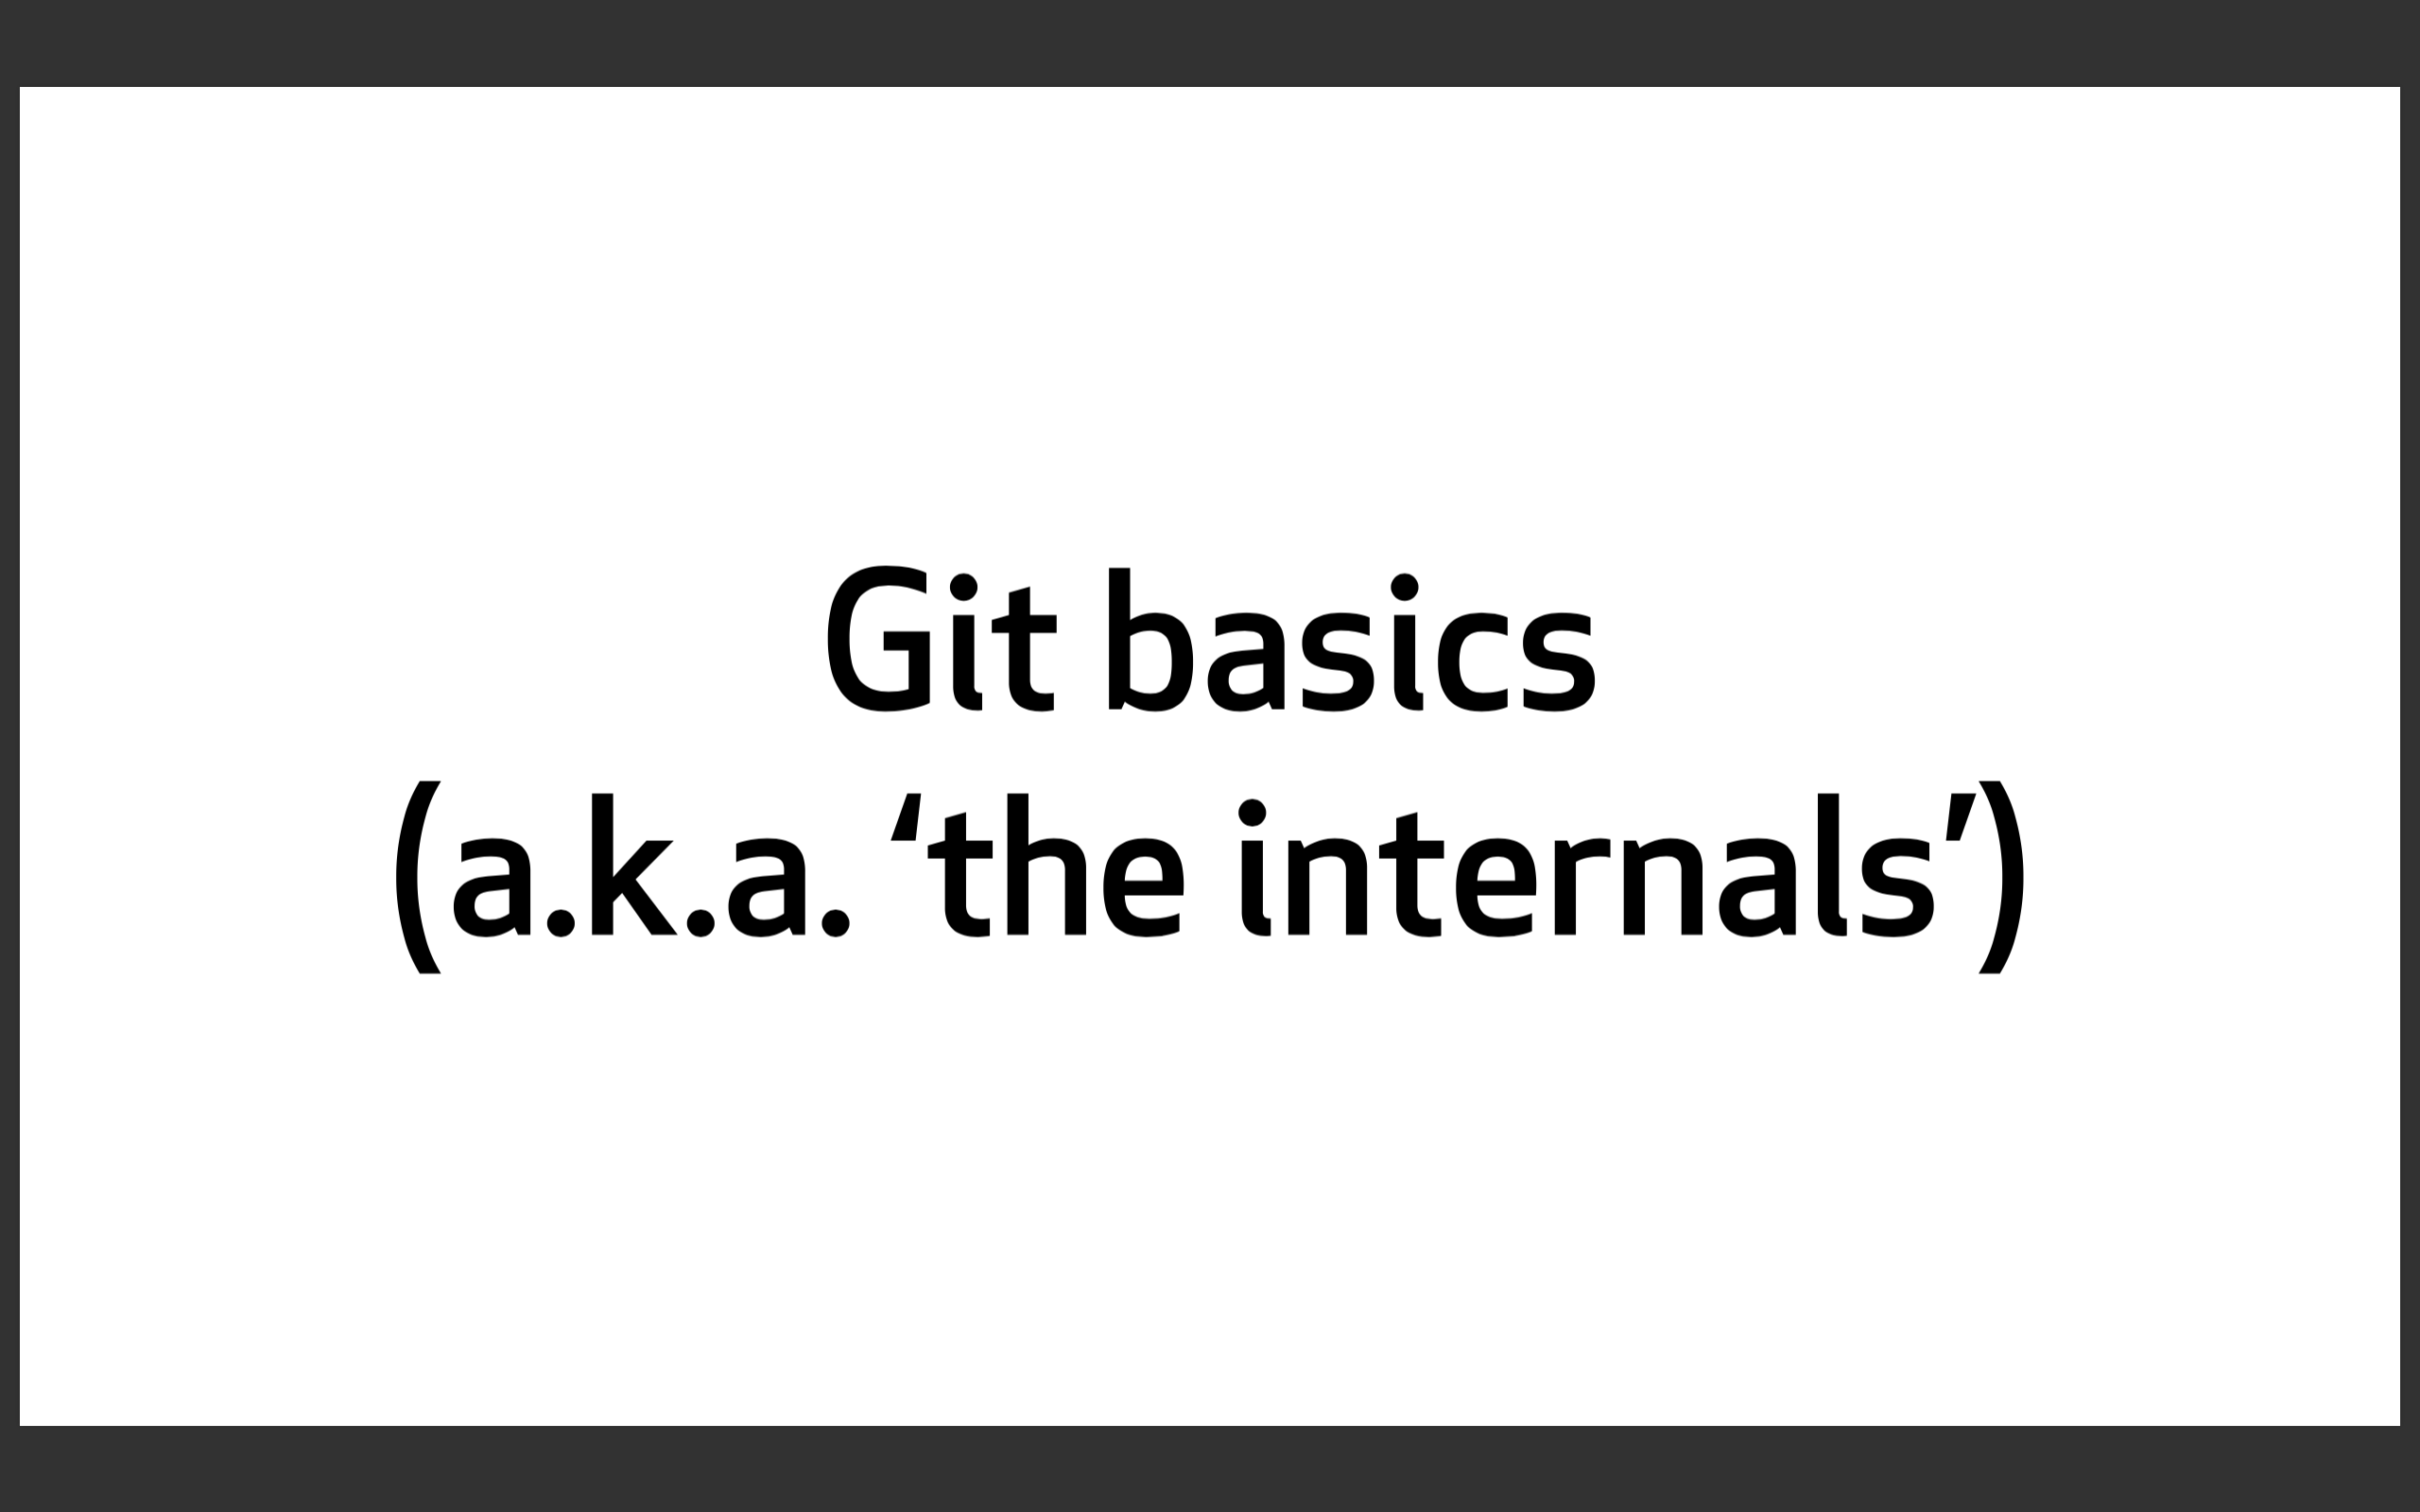 Git basics
(a.k.a. ‘the internals’)